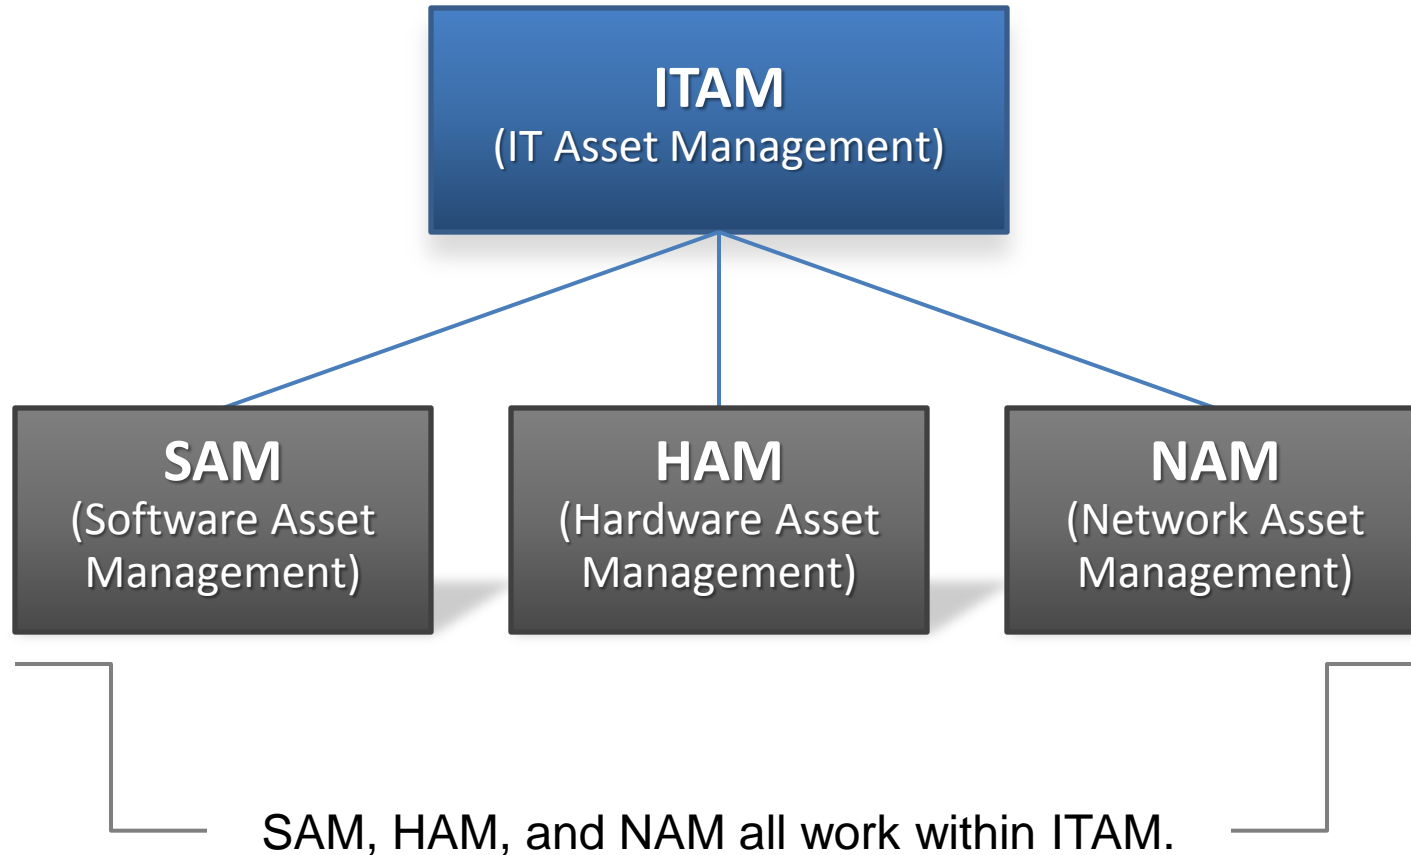 ITAM
(IT Asset Management)
SAM
(Software Asset
Management)
HAM
(Hardware Asset
Management)
NAM
(Network Asset
Management)
SAM, HAM, and NAM all work within ITAM.